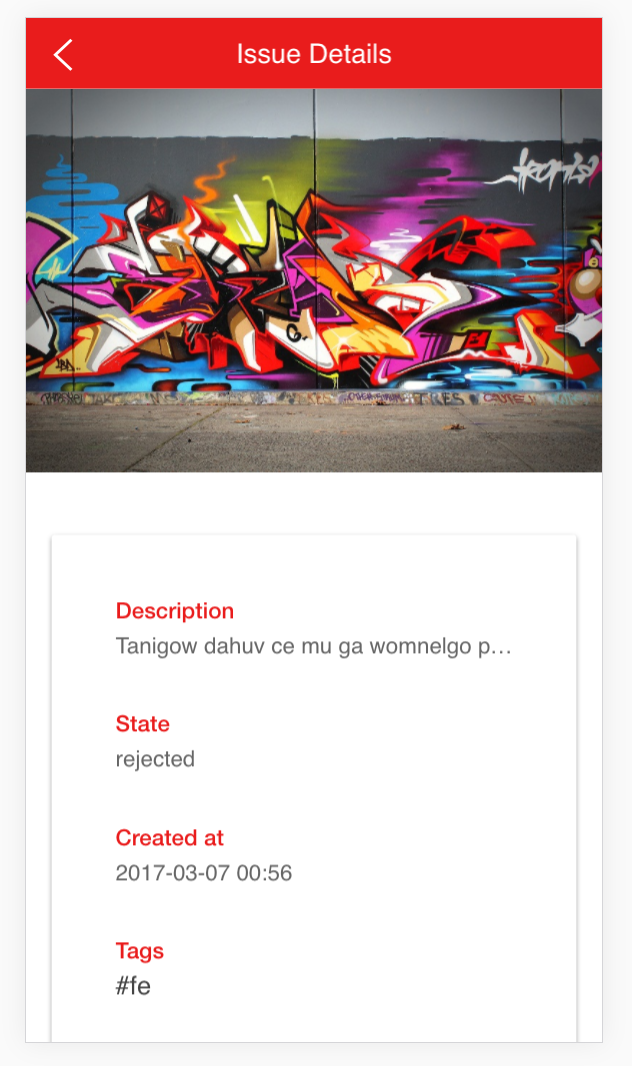 Issue Details
Description
Tanigow dahuv ce mu ga womnelgo p…
State
rejected
Created at
2017-03-07 00:56
Tags
#fe